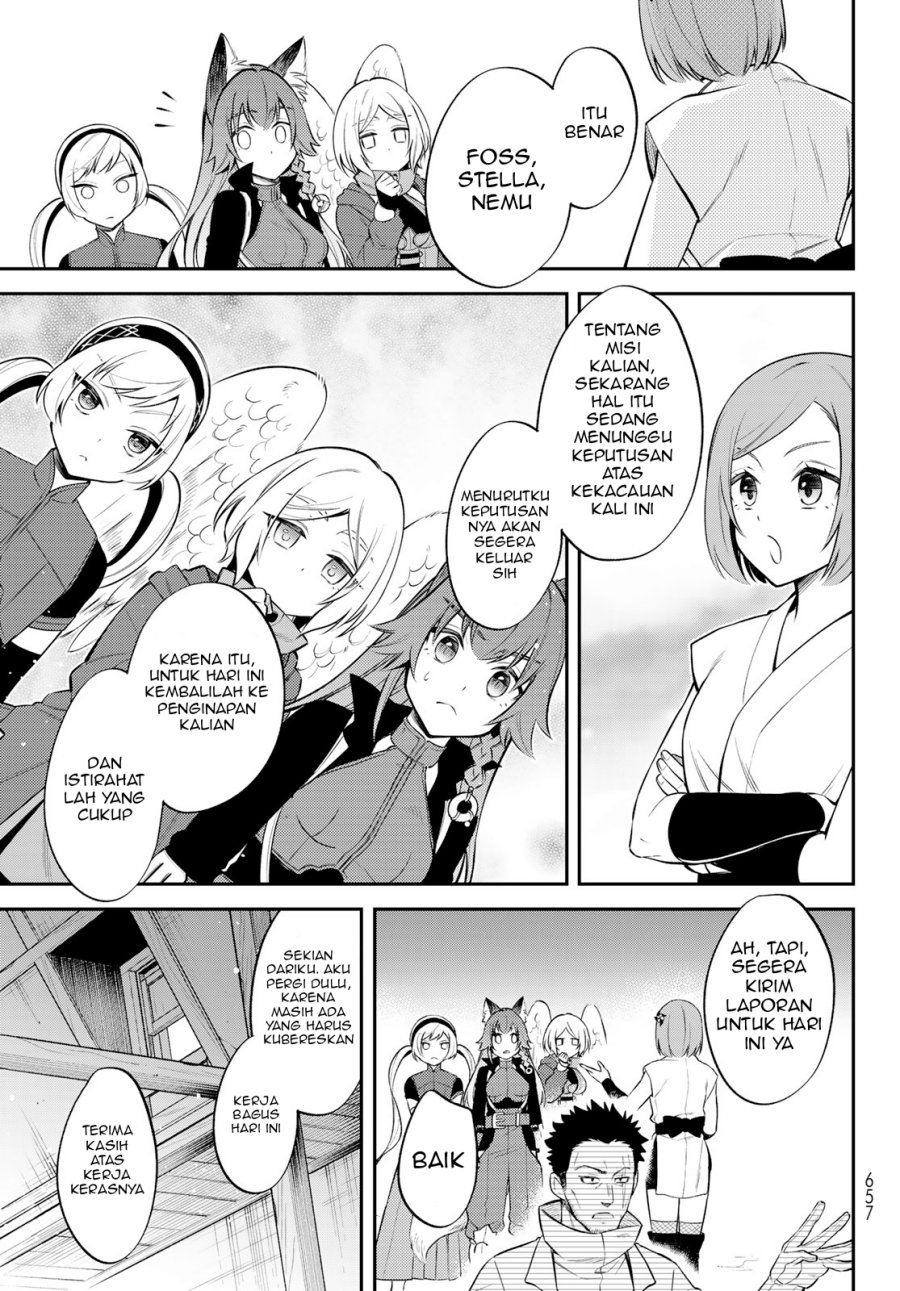 ITU
BENAR
FOSS,
STELLA,
NEMU
TENTANG
MISI
KALIAN,
SEKARANG
HAL ITU
SEDANG
MENUNGGU
KEPUTUSAN
ATAS
KEKACAUAN
KALI INI
MENURUTKU
KEPUTUSAN
NYA AKAN
SEGERA
KELUAR
SIH
KARENA ITU,
UNTUK HARI INI
KEMBALILAH KE
PENGINAPAN
KALIAN
DAN
ISTIRAHAT
LAH YANG
CUKUP
AH, TAPI,
SEGERA
KIRIM
LAPORAN
UNTUK HARI
INI YA
BAIK
SEKIAN
DARIKU. AKU
PERGI DULU,
KARENA
MASIH ADA
YANG HARUS
KUBERESKAN
KERJA
BAGUS
HARI INI
TERIMA
KASIH
ATAS
KERJA
KERASNYA
657